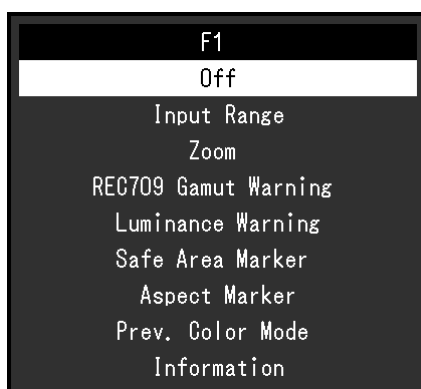 F1
Off
Input Range
Zoom
REC709 Gamut Warning
Luminance Warning
Safe Area Marker
Aspect Marker
Prev. Color Mode
Information